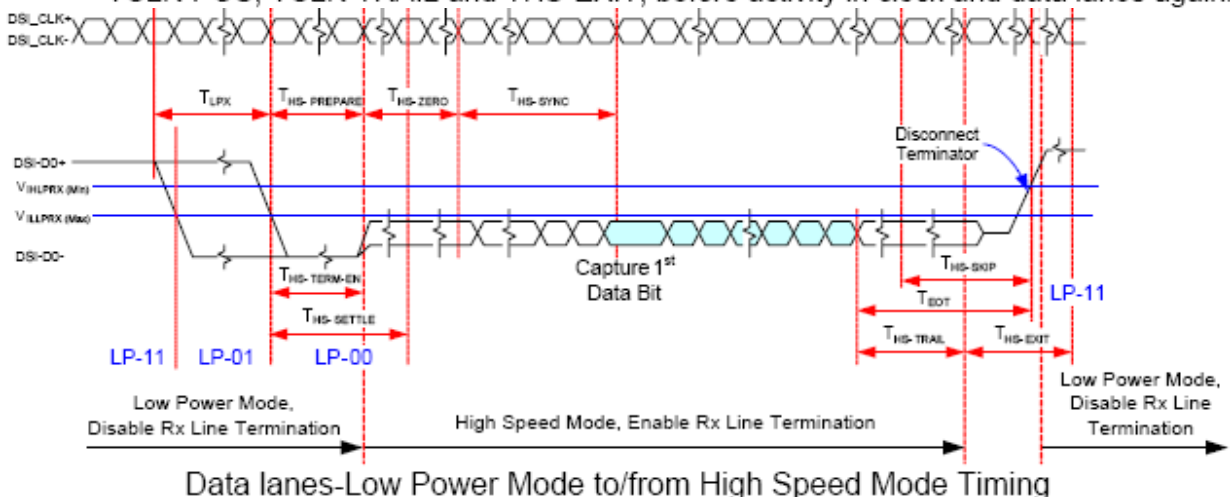 DSI_CLK+
DSI_CLK-
TLPX
THS-PREPARE
THS-ZERO
THS-SYNC
Disconnect
Terminator
DSI-D0+
VIHLPRX (Min)
VILLPRX (Max)
DSI-D0-
THS-TERM-EN
THS-SETTLE
Capture 1st
Data Bit
THS-SKIP
TEOT
LP-11
THS-TRAIL
THS-EXIT
LP-11
LP-01
LP-00
Low Power Mode,
Disable Rx Line Termination
High Speed Mode, Enable Rx Line Termination
Low Power Mode,
Disable Rx Line
Termination
Data lanes-Low Power Mode to/from High Speed Mode Timing